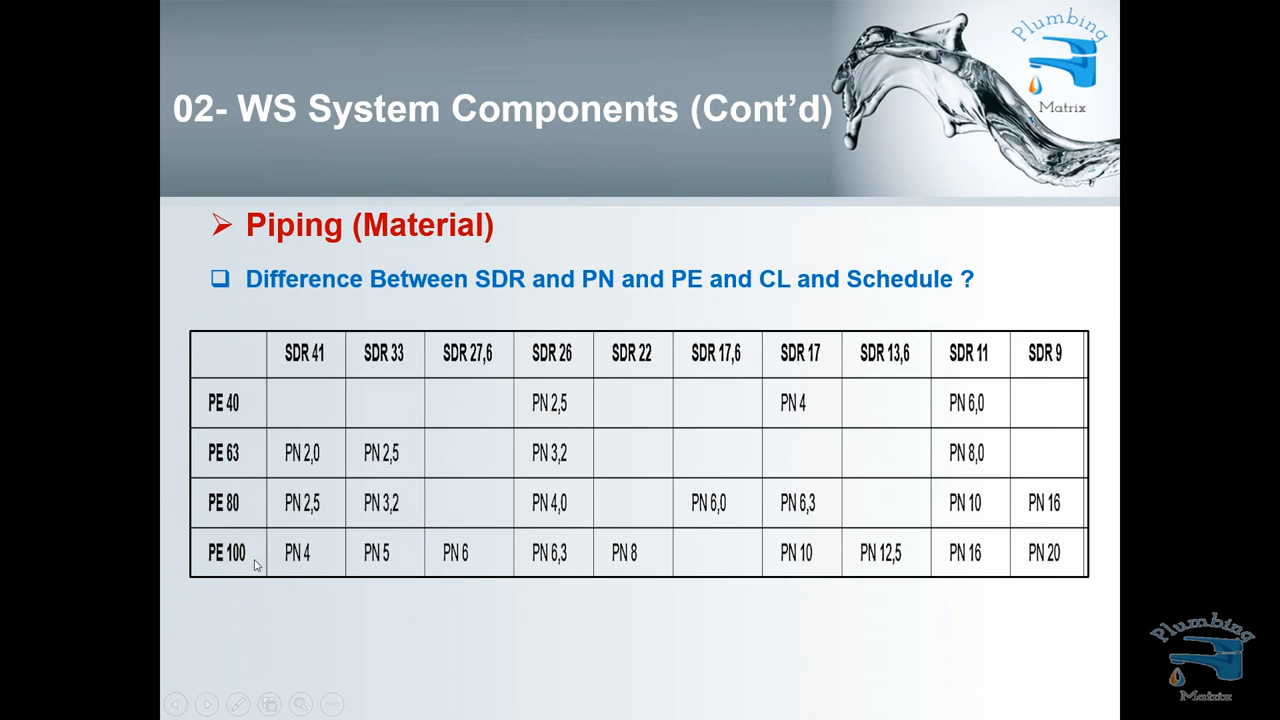 Plumbing
Matrix
02- WS System Components (Cont’d)
Piping (Material)
Difference Between SDR and PN and PE and CL and Schedule ?
SDR 41 SDR 33 SDR 27,6 SDR 26 SDR 22 SDR 17,6 SDR 17 SDR 13,6 SDR 11 SDR 9
PE 40 PN 2,5 PN 4 PN 6,0
PE 63 PN 2,0 PN 2,5 PN 3,2 PN 8,0
PE 80 PN 2,5 PN 3,2 PN 4,0 PN 6,0 PN 6,3 PN 10 PN 16
PE 100 PN 4 PN 5 PN 6 PN 6,3 PN 8 PN 10 PN 12,5 PN 16 PN 20
Plumbing
Matrix